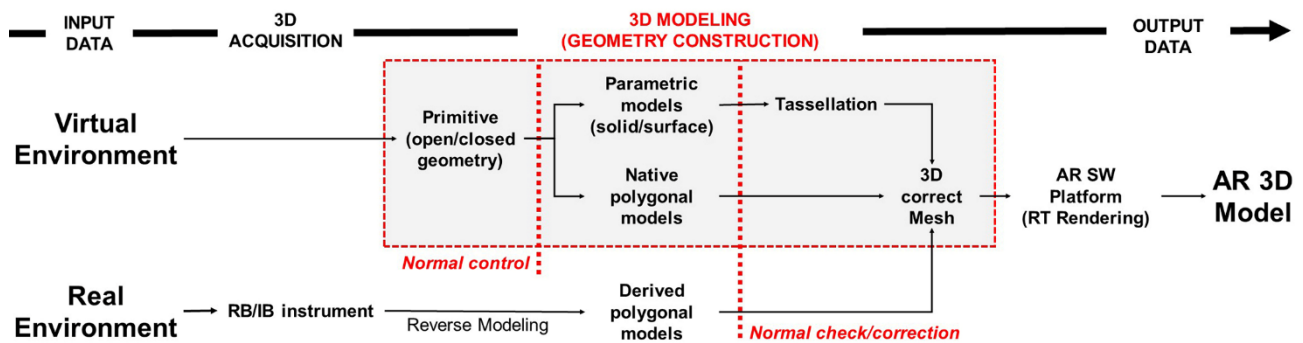 INPUT
DATA
3D
ACQUISITION
3D MODELING
(GEOMETRY CONSTRUCTION)
OUTPUT
DATA
Virtual
Environment
Primitive
(open/closed
geometry)
Parametric
models
(solid/surface)
Tassellation
Native
polygonal
models
3D
correct
Mesh
AR SW
Platform
(RT Rendering)
AR 3D
Model
Normal control
Real
Environment
RB/IB instrument
Reverse Modeling
Derived
polygonal
models
Normal check/correction